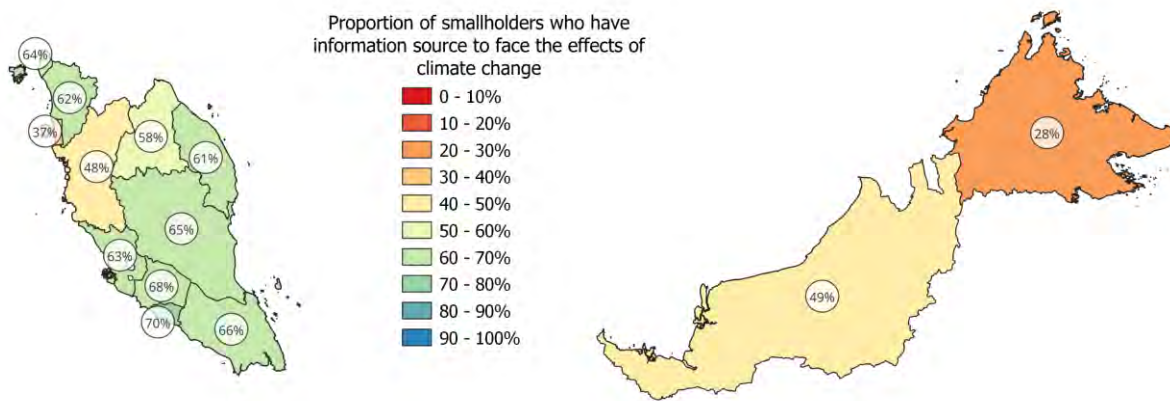 Proportion of smallholders who have
information source to face the effects of
climate change
0 - 10%
10 - 20%
20 - 30%
30 - 40%
40 - 50%
50 - 60%
60 - 70%
70 - 80%
80 - 90%
90 - 100%
64%
62%
37%
58%
48%
61%
65%
63%
68%
70%
66%
28%
49%